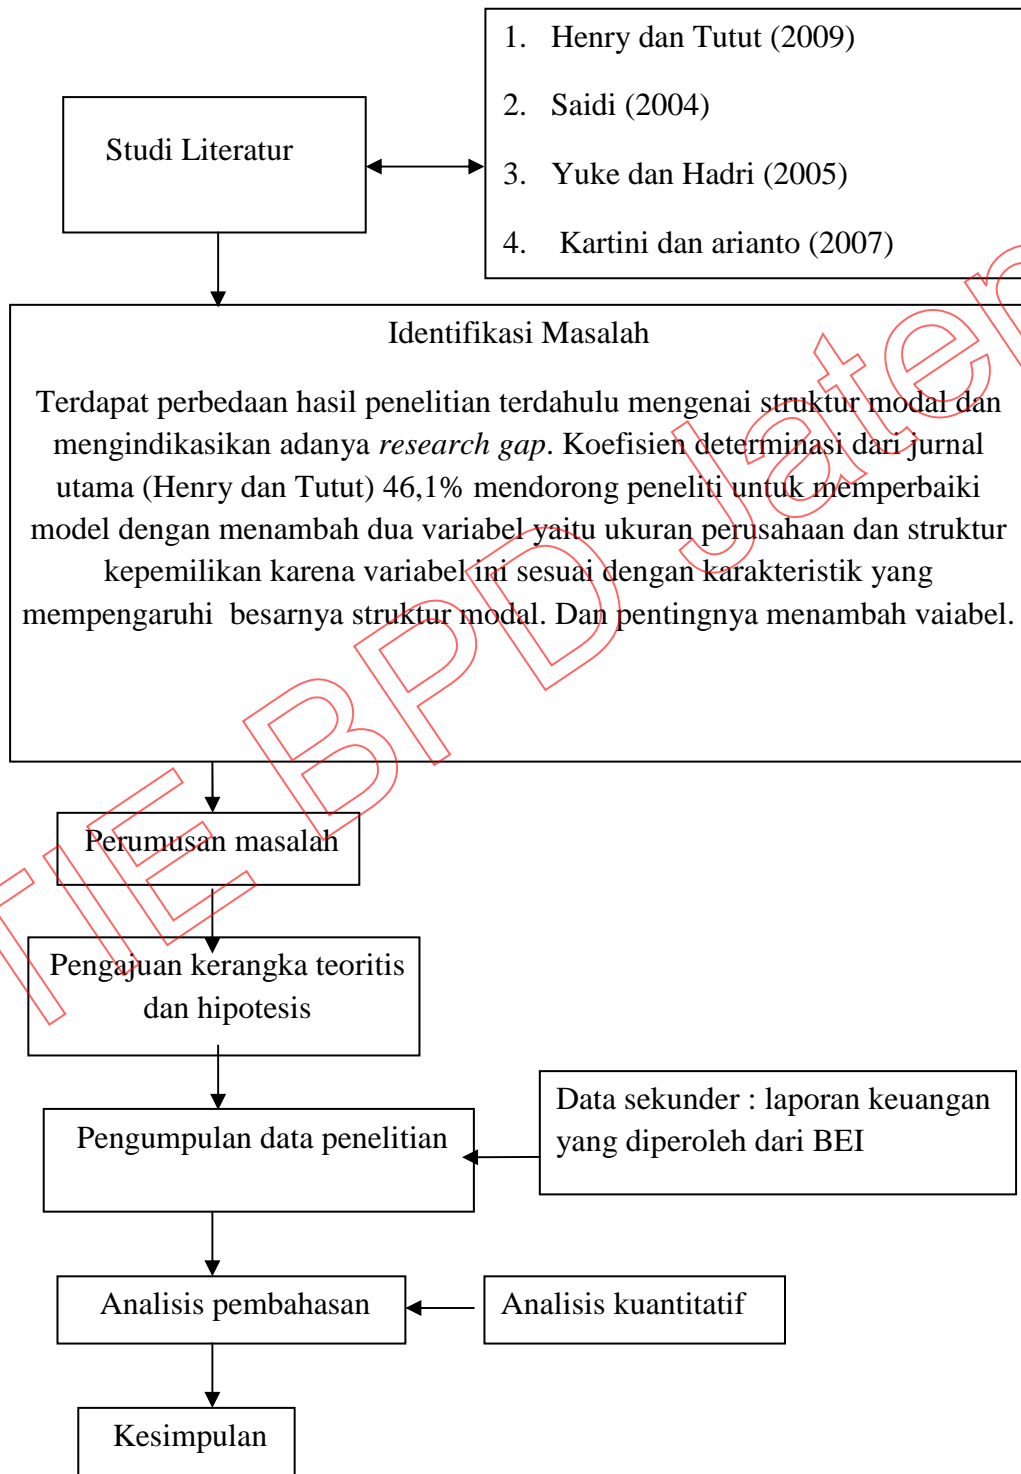 Studi Literatur
1. Henry dan Tutut (2009)
2. Saidi (2004)
3. Yuke dan Hadri (2005)
4. Kartini dan arianto (2007)
Identifikasi Masalah
Terdapat perbedaan hasil penelitian terdahulu mengenai struktur modal dan
mengindikasikan adanya research gap. Koefisien determinasi dari jurnal
utama (Henry dan Tutut) 46,1% mendorong peneliti untuk memperbaiki
model dengan menambah dua variabel yaitu ukuran perusahaan dan struktur
kepemilikan karena variabel ini sesuai dengan karakteristik yang
mempengaruhi besarnya struktur modal. Dan pentingnya menambah vaiabel.
Perumusan masalah
Pengajuan kerangka teoritis
dan hipotesis
Pengumpulan data penelitian
Data sekunder : laporan keuangan
yang diperoleh dari BEI
Analisis pembahasan
Analisis kuantitatif
Kesimpulan
TIE BPD Jaten